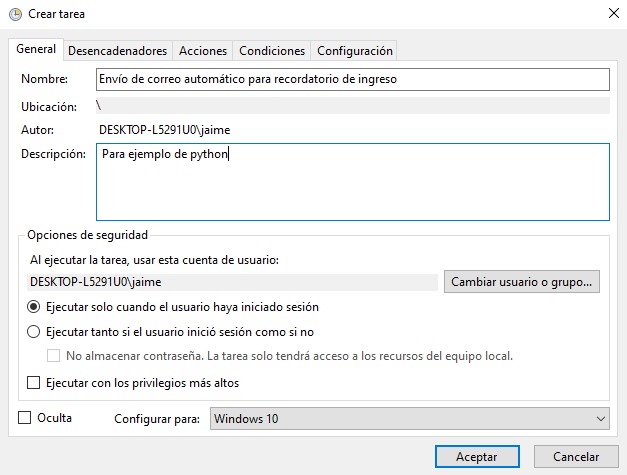 Crear tarea
General Desencadenadores Acciones Condiciones Configuración
Nombre: Envío de correo automático para recordatorio de ingreso
Ubicación: \
Autor: DESKTOP-L5291U0\jaime
Descripción: Para ejemplo de python
Opciones de seguridad
Al ejecutar la tarea, usar esta cuenta de usuario:
DESKTOP-L5291U0\jaime Cambiar usuario o grupo...
Ejecutar solo cuando el usuario haya iniciado sesión
Ejecutar tanto si el usuario inició sesión como si no
No almacenar contraseña. La tarea solo tendrá acceso a los recursos del equipo local.
Ejecutar con los privilegios más altos
Oculta Configurar para: Windows 10
Aceptar Cancelar